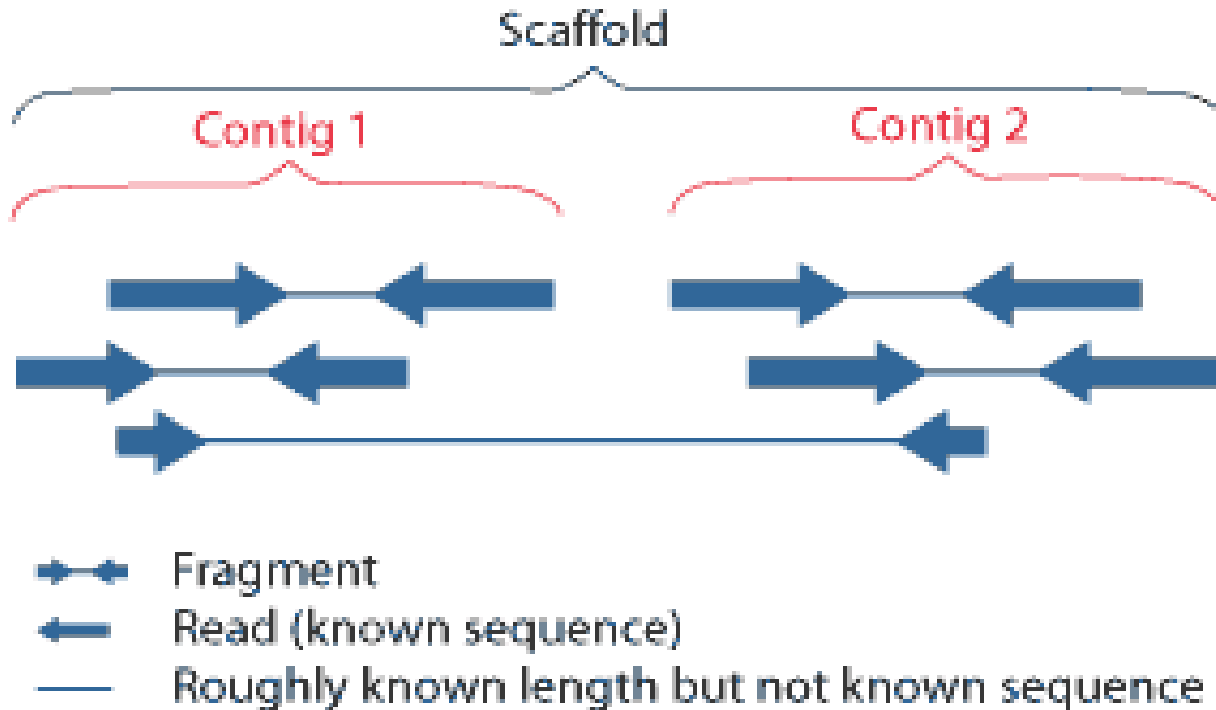 Scaffold
Contig 1 Contig 2
Fragment
Read (known sequence)
Roughly known length but not known sequence